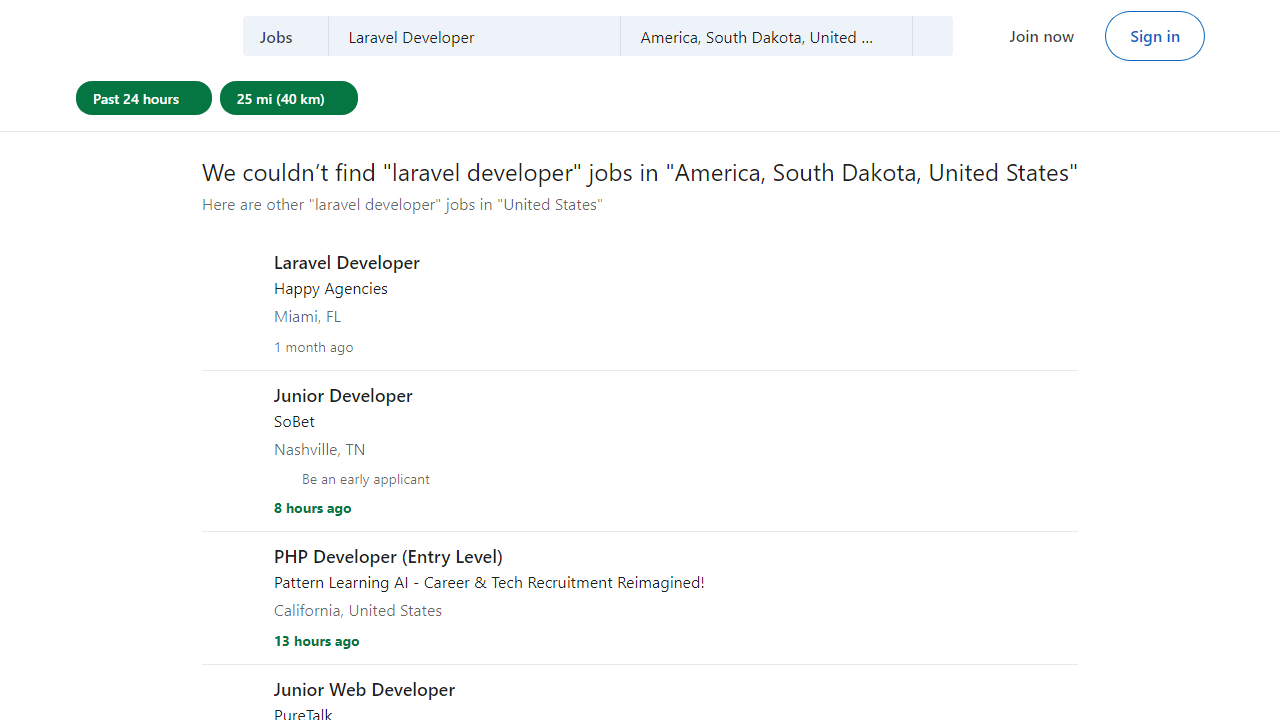 Jobs
Laravel Developer
America, South Dakota, United ...
Join now
Sign in
Past 24 hours
25 mi (40 km)
We couldn’t find "laravel developer" jobs in "America, South Dakota, United States"
Here are other "laravel developer" jobs in "United States"
Laravel Developer
Happy Agencies
Miami, FL
1 month ago
Junior Developer
SoBet
Nashville, TN
Be an early applicant
8 hours ago
PHP Developer (Entry Level)
Pattern Learning AI - Career & Tech Recruitment Reimagined!
California, United States
13 hours ago
Junior Web Developer
PureTalk